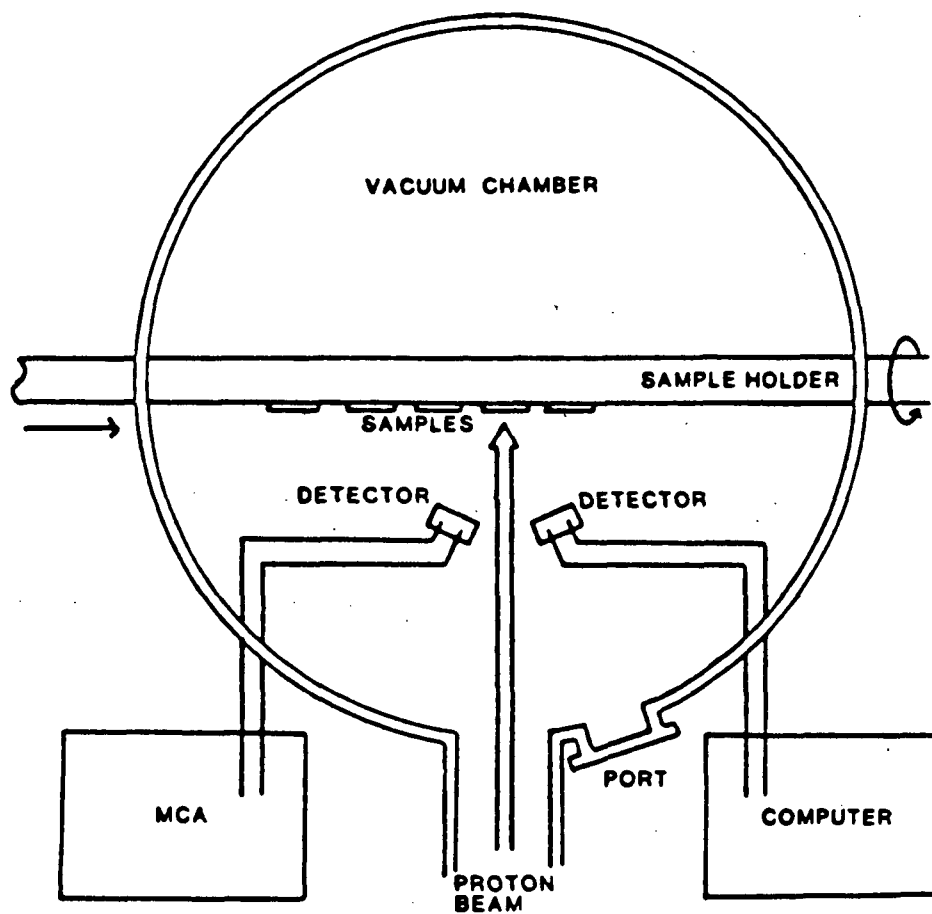 VACUUM CHAMBER
SAMPLE HOLDER
SAMPLES
DETECTOR
DETECTOR
PORT
MCA
COMPUTER
PROTON
BEAM